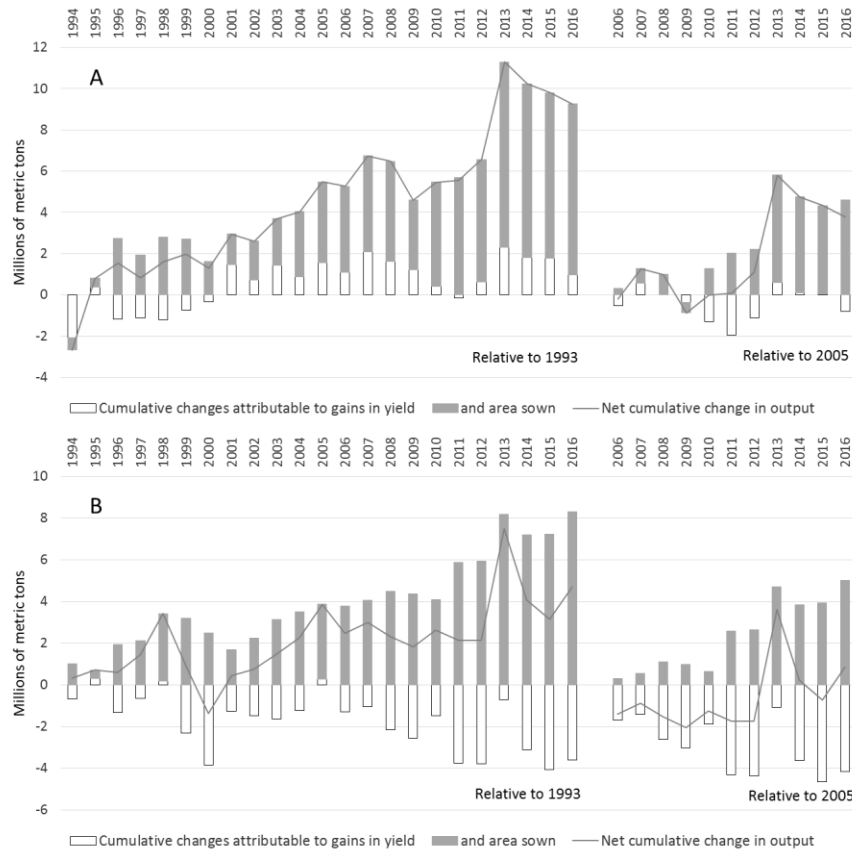 1994 1995 1996 1997 1998 1999 2000 2001 2002 2003 2004 2005 2006 2007 2008 2009 2010 2011 2012 2013 2014 2015 2016 2006 2007 2008 2009 2010 2011 2012 2013 2014 2015 2016
12
A
10
8
6
4
2
0
-2
-4
Millions of metric tons
Relative to 1993 Relative to 2005
Cumulative changes attributable to gains in yield and area sown Net cumulative change in output
1994 1995 1996 1997 1998 1999 2000 2001 2002 2003 2004 2005 2006 2007 2008 2009 2010 2011 2012 2013 2014 2015 2016 2006 2007 2008 2009 2010 2011 2012 2013 2014 2015 2016
10
B
8
6
4
2
0
-2
-4
-6
Millions of metric tons
Relative to 1993 Relative to 2005
Cumulative changes attributable to gains in yield and area sown Net cumulative change in output